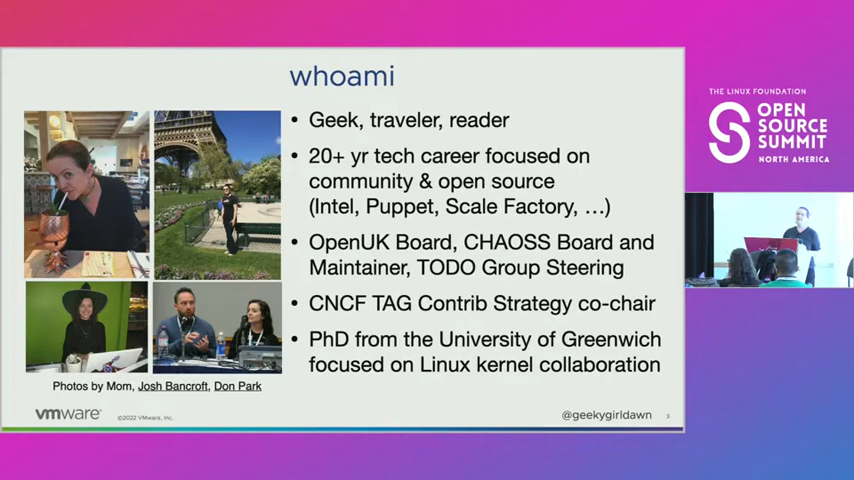 whoami
• Geek, traveler, reader
• 20+ yr tech career focused on
community & open source
(Intel, Puppet, Scale Factory, …)
• OpenUK Board, CHAOSS Board and
Maintainer, TODO Group Steering
• CNCF TAG Contrib Strategy co-chair
• PhD from the University of Greenwich
focused on Linux kernel collaboration
Photos by Mom, Josh Bancroft, Don Park
vmware®
©2022 VMware, Inc.
@geekygirldawn
3
THE LINUX FOUNDATION
OPEN
SOURCE
SUMMIT
NORTH AMERICA